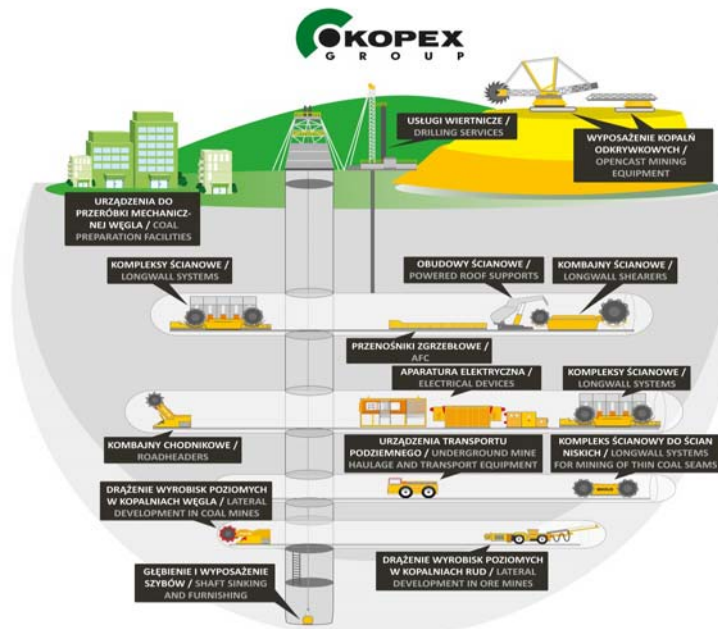 KOPEX
GROUP
USŁUGI WIERTNICZE /
DRILLING SERVICES
WYPOSAŻENIE KOPALŃ
ODKRYWKOWYCH /
OPENCAST MINING
EQUIPMENT
URZĄDZENIA DO
PRZERÓBKI MECHANICZ-
NEJ WĘGLA / COAL
PREPARATION FACILITIES
KOMPLEKSY ŚCIANOWE /
LONGWALL SYSTEMS
OBUDOWY ŚCIANOWE /
POWERED ROOF SUPPORTS
KOMBAJNY ŚCIANOWE /
LONGWALL SHEARERS
PRZENOŚNIKI ZGRZEBŁOWE /
AFC
APARATURA ELEKTRYCZNA /
ELECTRICAL DEVICES
KOMPLEKSY ŚCIANOWE /
LONGWALL SYSTEMS
KOMBAJNY CHODNIKOWE /
ROADHEADERS
URZĄDZENIA TRANSPORTU
PODZIEMNEGO / UNDERGROUND MINE
HAULAGE AND TRANSPORT EQUIPMENT
KOMPLEKS ŚCIANOWY DO ŚCIAN
NISKICH / LONGWALL SYSTEMS
FOR MINING OF THIN COAL SEAMS
DRĄŻENIE WYROBISK POZIOMYCH
W KOPALNIACH WĘGLA / LATERAL
DEVELOPMENT IN COAL MINES
DRĄŻENIE WYROBISK POZIOMYCH
W KOPALNIACH RUD / LATERAL
DEVELOPMENT IN ORE MINES
GŁĘBIENIE I WYPOSAŻENIE
SZYBÓW / SHAFT SINKING
AND FURNISHING